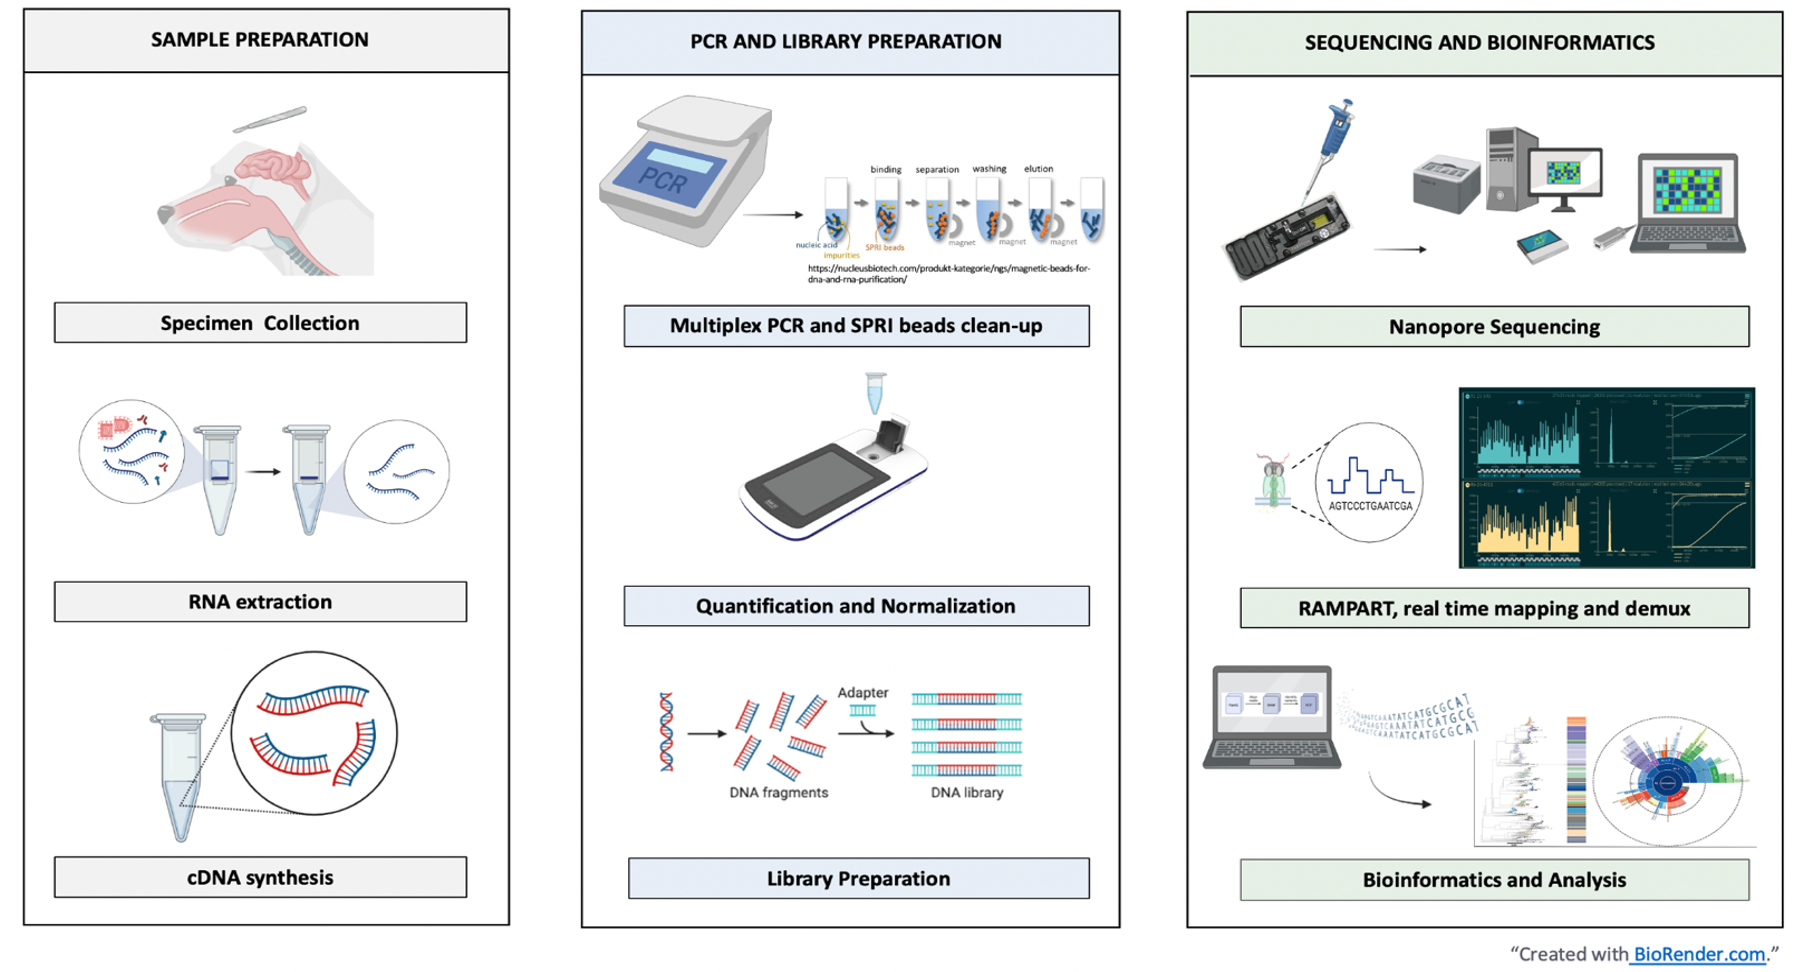 SAMPLE PREPARATION
Specimen Collection
RNA extraction
cDNA synthesis
PCR AND LIBRARY PREPARATION
PCR
binding
separation
washing
elution
nucleic acid
impurities
SPRI beads
magnet
magnet
magnet
https://nucleusbiotech.com/produkt-kategorie/ngs/magnetic-beads-for-
dna-and-rna-purification/
Multiplex PCR and SPRI beads clean-up
Quantification and Normalization
Adapter
DNA fragments
DNA library
Library Preparation
SEQUENCING AND BIOINFORMATICS
Nanopore Sequencing
AGTCCCTGAATCGA
RAMPART, real time mapping and demux
Bioinformatics and Analysis
“Created with BioRender.com.”